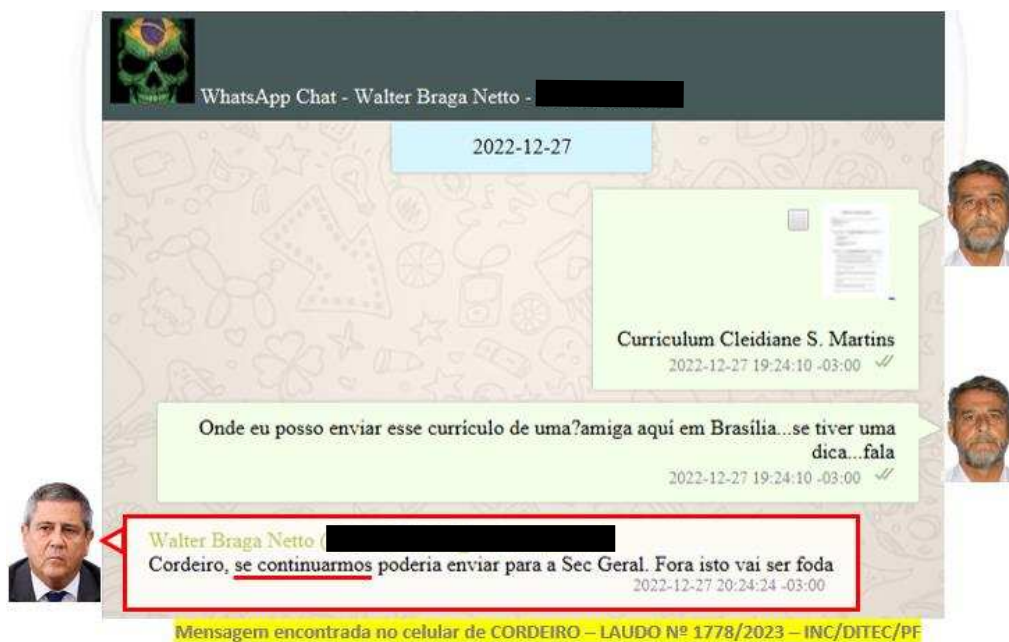 WhatsApp Chat - Walter Braga Netto -
2022-12-27
Curriculum Cleidiane S. Martins
2022-12-27 19:24:10 -03:00
Onde eu posso enviar esse currículo de uma?amiga aqui em Brasília...se tiver uma
dica...fala
2022-12-27 19:24:10 -03:00
Walter Braga Netto (
Cordeiro, se continuarmos poderia enviar para a Sec Geral. Fora isto vai ser foda
2022-12-27 20:24:24 -03:00
Mensagem encontrada no celular de CORDEIRO – LAUDO Nº 1778/2023 – INC/DITEC/PF